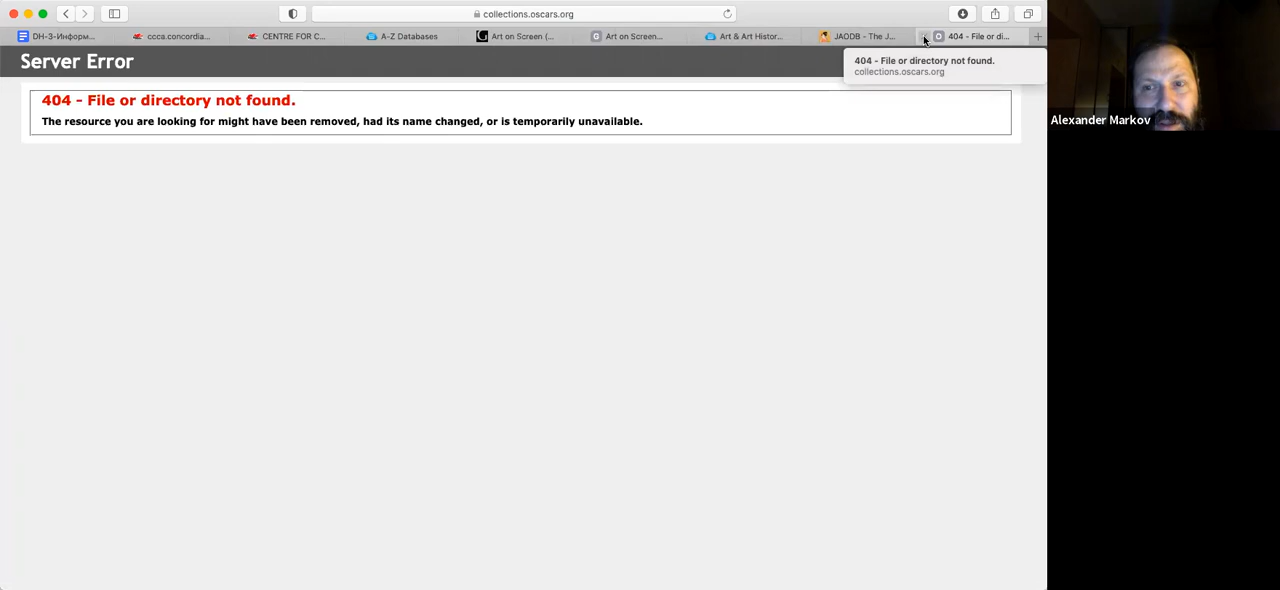 collections.oscars.org
DH-3-Информ...
ccca.concordia...
CENTRE FOR C...
A-Z Databases
Art on Screen (...
G Art on Screen...
Art & Art Histor...
JAODB - The J...
O 404 - File or di...
Server Error
404 - File or directory not found.
collections.oscars.org
404 - File or directory not found.
The resource you are looking for might have been removed, had its name changed, or is temporarily unavailable.
Alexander Markov